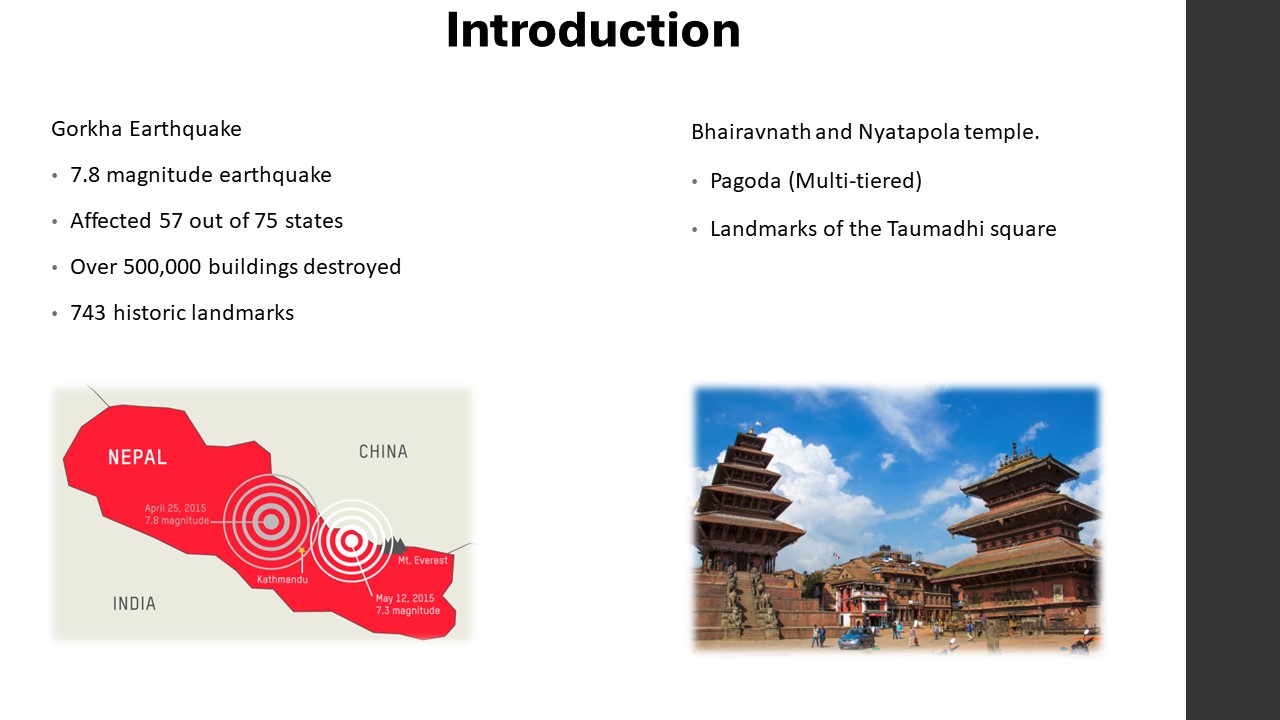 Introduction
Gorkha Earthquake
• 7.8 magnitude earthquake
• Affected 57 out of 75 states
• Over 500,000 buildings destroyed
• 743 historic landmarks
Bhairavnath and Nyatapola temple.
• Pagoda (Multi-tiered)
• Landmarks of the Taumadhi square
NEPAL
CHINA
April 25, 2015
7.8 magnitude
Mt. Everest
Kathmandu
INDIA
May 12, 2015
7.3 magnitude